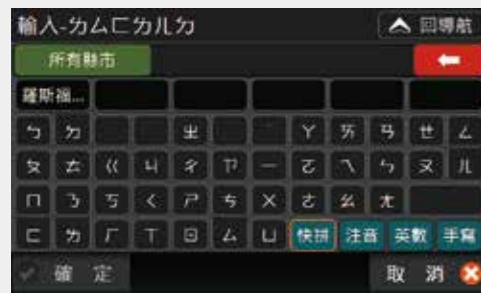 輸入-ㄌㄙㄈㄌㄦㄉ 回導航
所有縣市
羅斯福...
ㄅ ㄉ ㄓ ㄚ ㄞ ㄢ ㄝ ㄥ
ㄆ ㄊ ㄍ ㄐ ㄔ ㄗ ㄧ ㄛ ㄟ ㄣ ㄡ ㄦ
ㄇ ㄋ ㄎ ㄑ ㄕ ㄘ ㄨ ㄜ ㄠ ㄤ
ㄈ ㄌ ㄏ ㄒ ㄖ ㄙ ㄩ 快拼 注音 英數 手寫
確定 取消